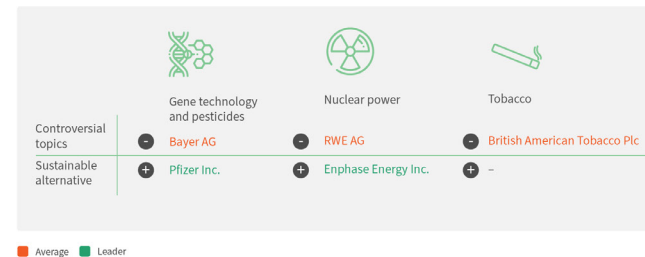 Gene technology
and pesticides
Nuclear power
Tobacco
Controversial
topics
- Bayer AG
- RWE AG
- British American Tobacco Plc
Sustainable
alternative
+ Pfizer Inc.
+ Enphase Energy Inc.
+ –
Average
Leader